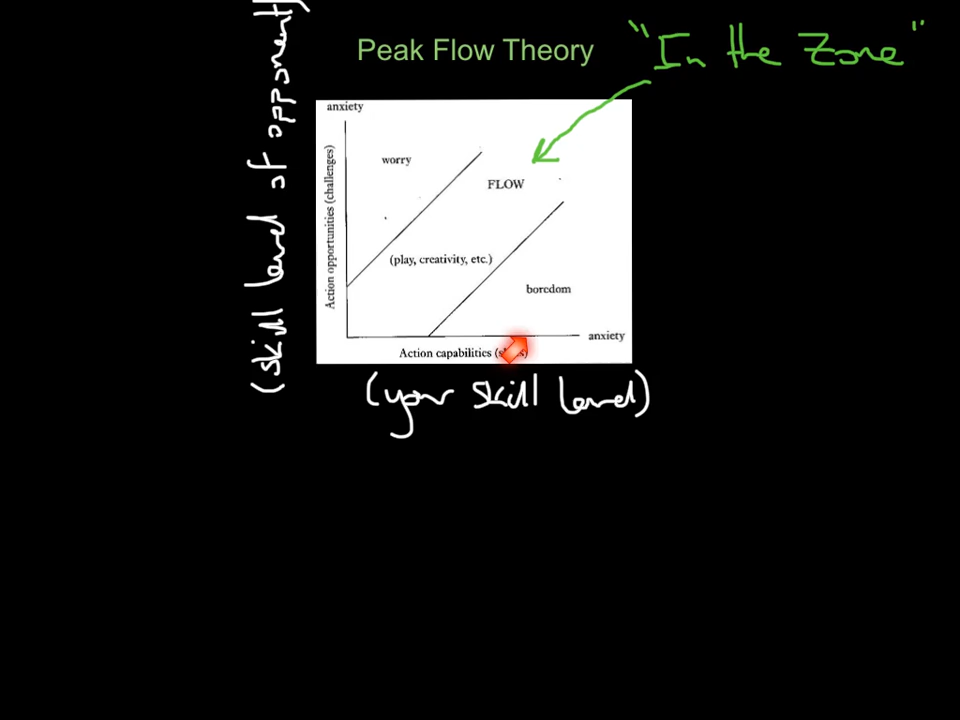 Peak Flow Theory
"In the Zone"
(skill level of opponent)
anxiety
worry
Action opportunities (challenges)
FLOW
(play, creativity, etc.)
boredom
anxiety
Action capabilities
(your skill level)